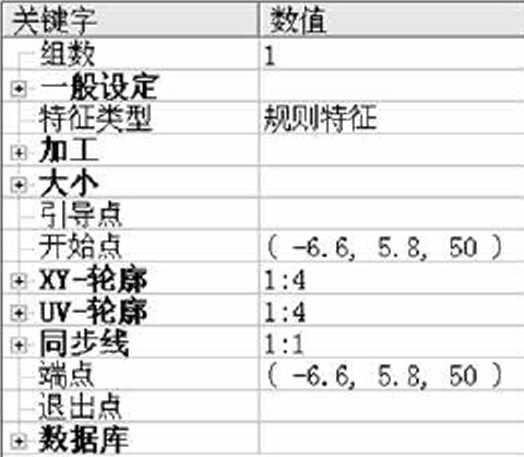 关键字 数值
组数 1
一般设定
特征类型 规则特征
加工
大小
引导点
开始点 ( -6.6, 5.8, 50 )
XY-轮廓 1:4
UV-轮廓 1:4
同步线 1:1
端点 ( -6.6, 5.8, 50 )
退出点
数据库